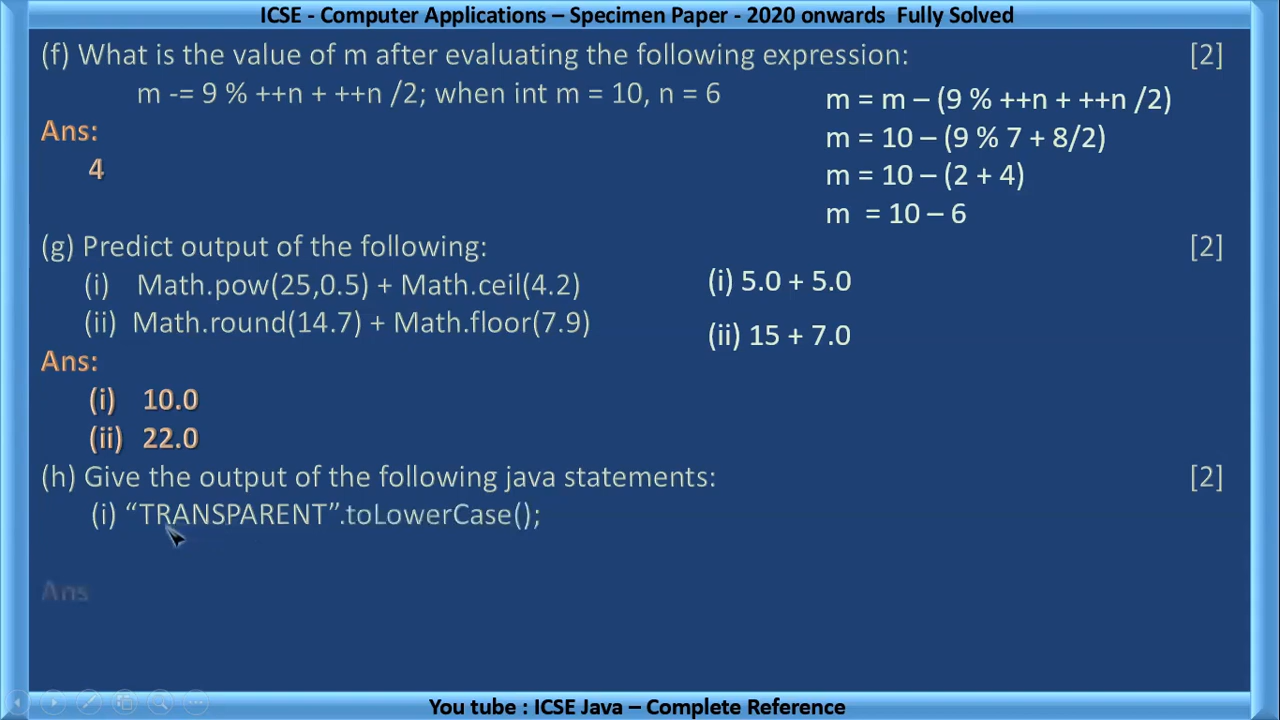 ICSE - Computer Applications – Specimen Paper - 2020 onwards Fully Solved
(f) What is the value of m after evaluating the following expression: [2]
m -= 9 % ++n + ++n /2; when int m = 10, n = 6
m = m – (9 % ++n + ++n /2)
Ans:
m = 10 – (9 % 7 + 8/2)
4
m = 10 – (2 + 4)
m = 10 – 6
(g) Predict output of the following: [2]
(i) Math.pow(25,0.5) + Math.ceil(4.2)
(i) 5.0 + 5.0
(ii) Math.round(14.7) + Math.floor(7.9)
(ii) 15 + 7.0
Ans:
(i) 10.0
(ii) 22.0
(h) Give the output of the following java statements: [2]
(i) “TRANSPARENT”.toLowerCase();
Ans
You tube : ICSE Java – Complete Reference